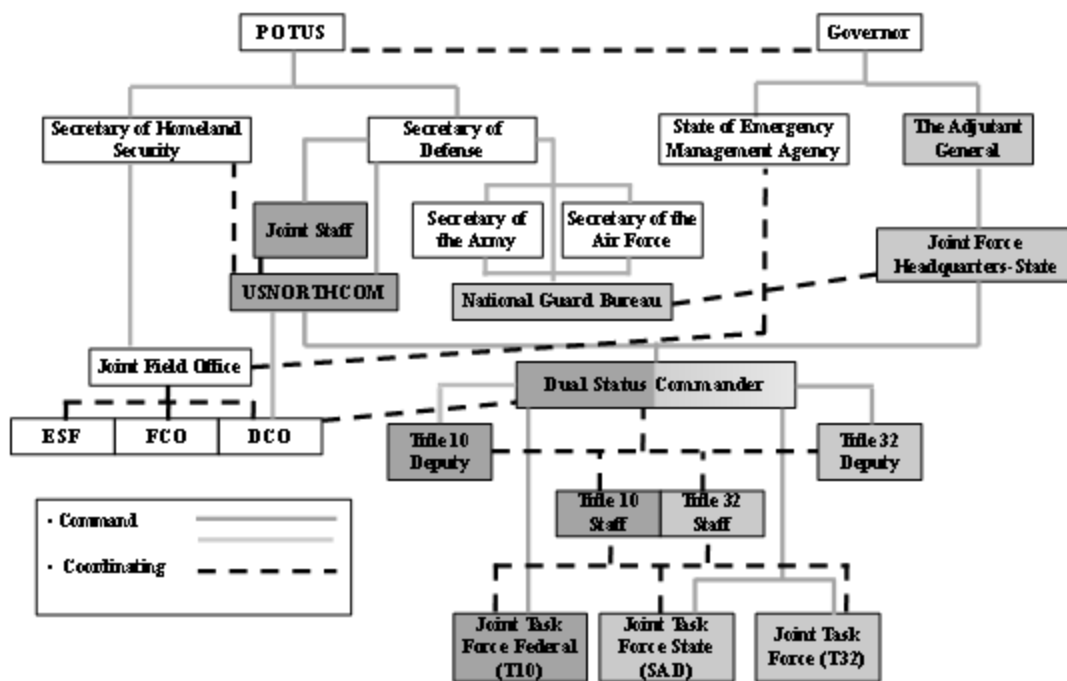 POTUS
Governor
Secretary of Homeland
Security
Secretary of
Defense
State of Emergency
Management Agency
The Adjutant
General
Joint Staff
Secretary of
the Army
Secretary of the
Air Force
Joint Force
Headquarters-State
USNORTHCOM
National Guard Bureau
Joint Field Office
Dual Status Commander
ESF
FCO
DCO
Title 10
Deputy
Title 32
Deputy
Title 10
Staff
Title 32
Staff
• Command
• Coordinating
Joint Task
Force Federal
(T10)
Joint Task
Force State
(SAD)
Joint Task
Force (T32)